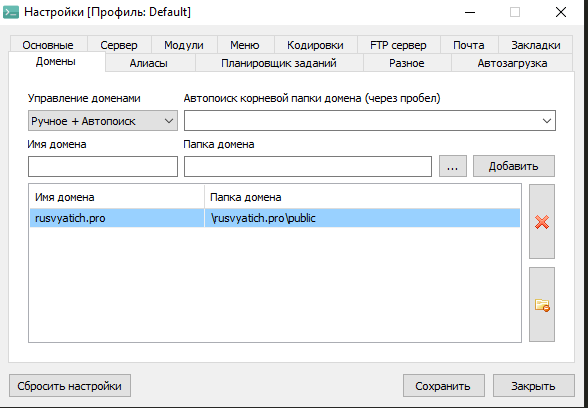 Настройки [Профиль: Default]
Основные Сервер Модули Меню Кодировки FTP сервер Почта Закладки
Домены Алиасы Планировщик заданий Разное Автозагрузка
Управление доменами Автопоиск корневой папки домена (через пробел)
Ручное + Автопоиск
Имя домена Папка домена
... Добавить
Имя домена Папка домена
rusvyatich.pro \rusvyatich.pro\public
Сбросить настройки Сохранить Закрыть